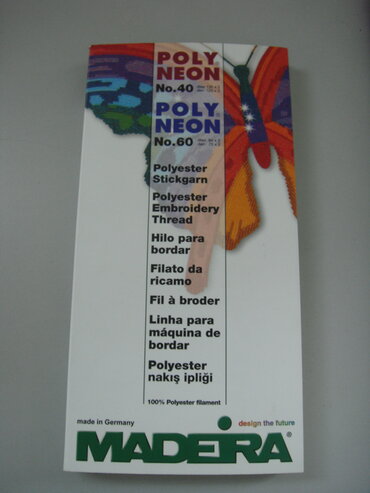 POLY
NEON
No.40
POLY
NEON
No.60
Polyester
Stickgarn
Polyester
Embroidery
Thread
Hilo para
bordar
Filato da
ricamo
Fil à broder
Linha para
máquina de
bordar
Polyester
nakış ipliği
100% Polyester filament
made in Germany
design the future
MADEIRA®